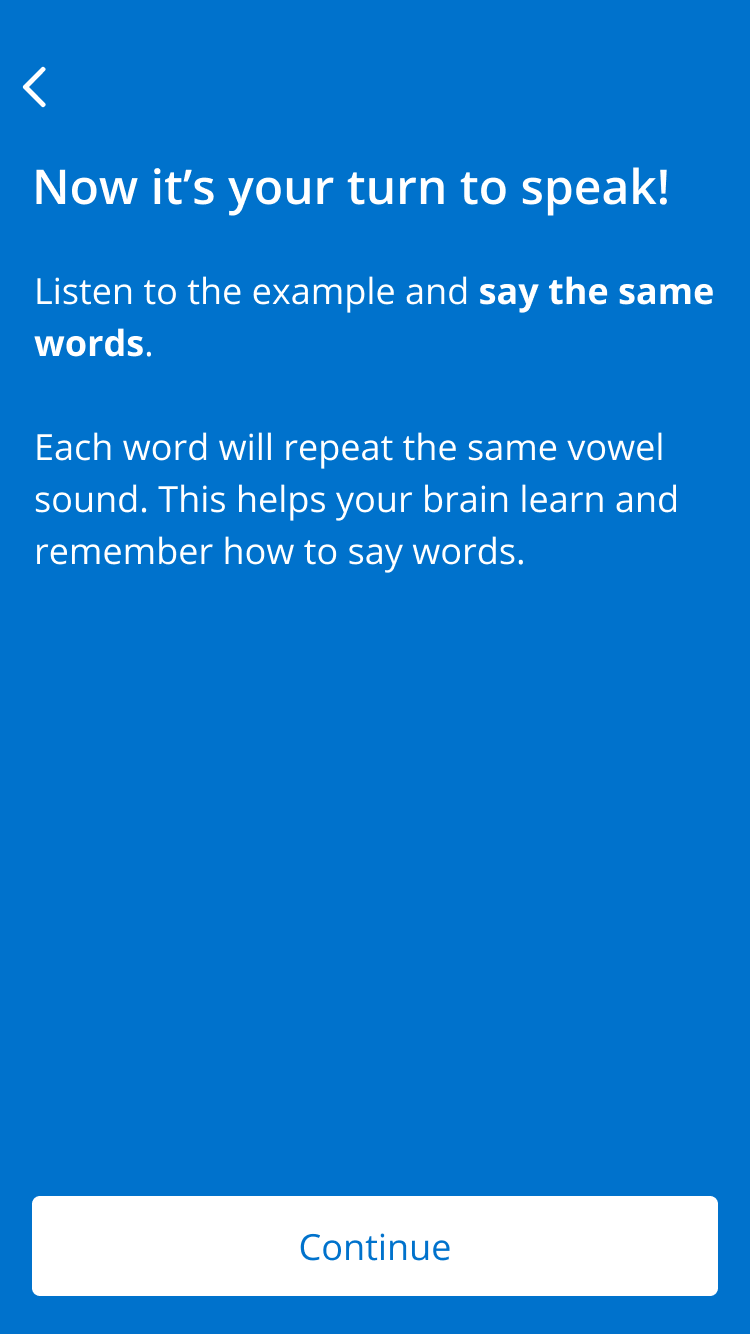 Now it’s your turn to speak!
Listen to the example and say the same
words.
Each word will repeat the same vowel
sound. This helps your brain learn and
remember how to say words.
Continue